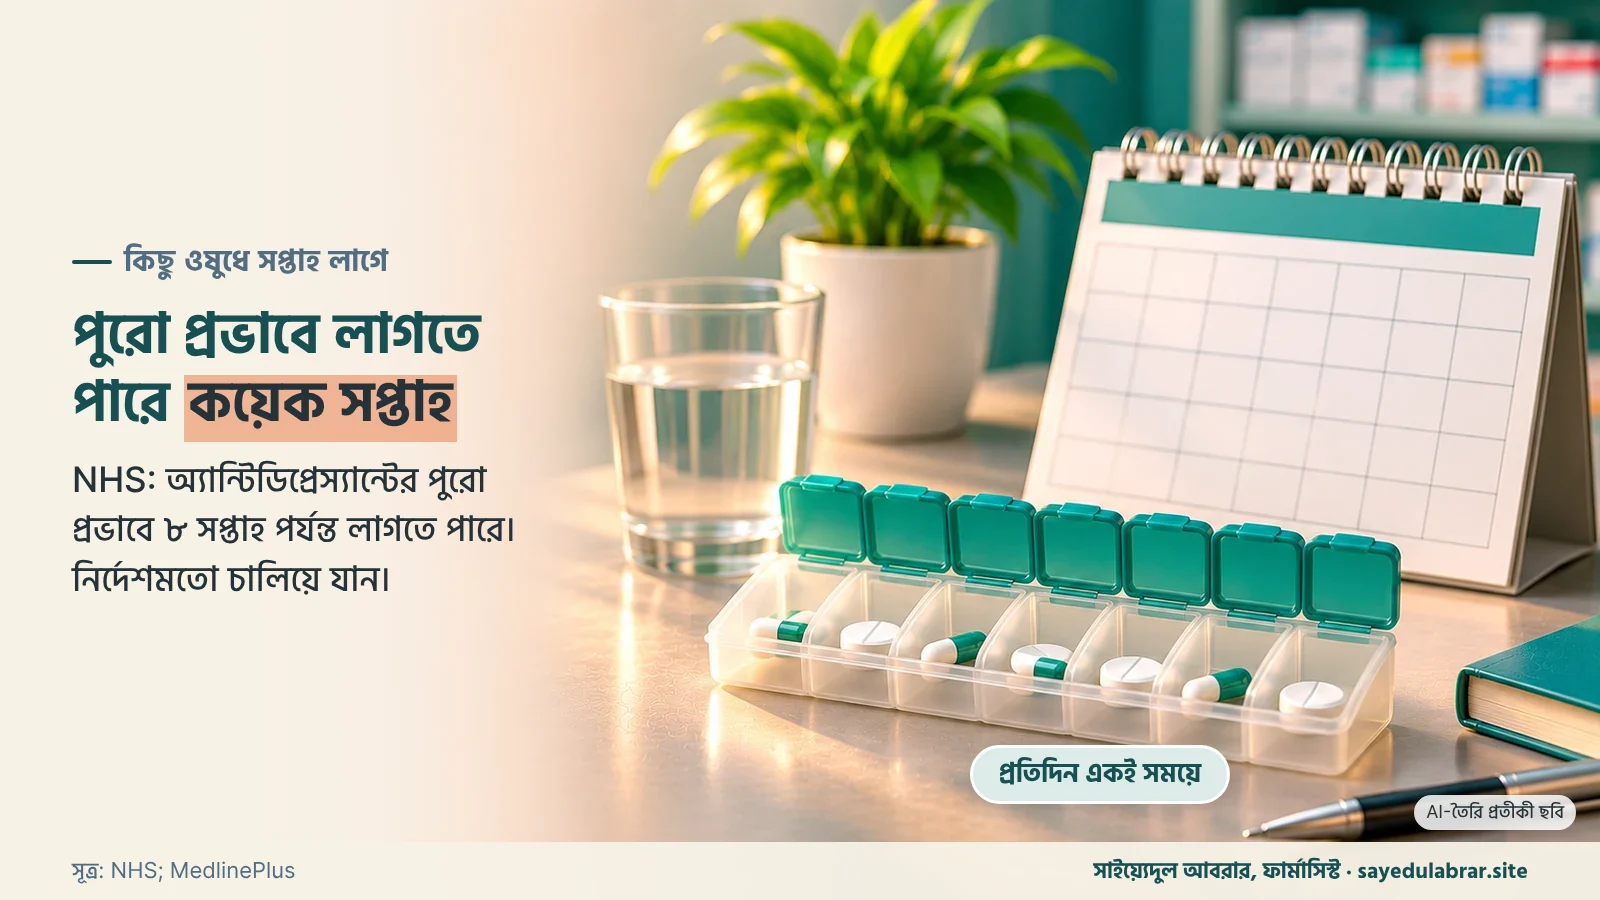 কিছু ওষুধে সপ্তাহ লাগে
পুরো প্রভাবে লাগতে
পারে কয়েক সপ্তাহ
NHS: অ্যান্টিডিপ্রেস্যান্টের পুরো
প্রভাবে ৮ সপ্তাহ পর্যন্ত লাগতে পারে।
নির্দেশমতো চালিয়ে যান।
প্রতিদিন একই সময়ে
AI-তৈরি প্রতীকী ছবি
সূত্র: NHS; MedlinePlus
সাইয়্যেদুল আবরার, ফার্মাসিস্ট · sayedulabrar.site